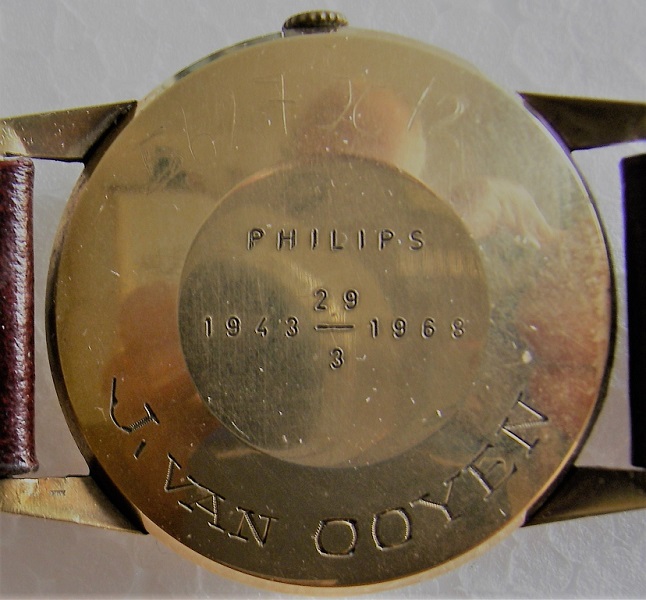 PHILIPS
29
1943 — 1968
3
J. VAN OOYEN